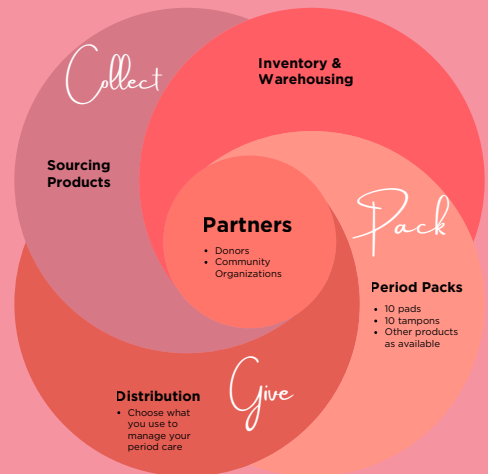 Collect
Inventory &
Warehousing
Sourcing
Products
Partners
• Donors
• Community
Organizations
Pack
Period Packs
• 10 pads
• 10 tampons
• Other products
as available
Give
Distribution
• Choose what
you use to
manage your
period care